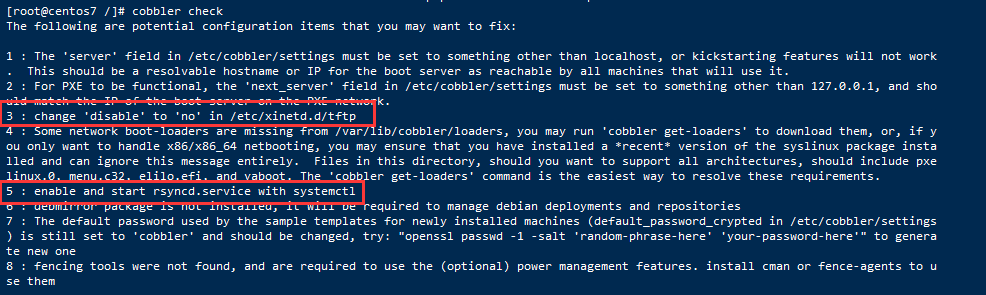 [root@centos7 /]# cobbler check
The following are potential configuration items that you may want to fix:
1 : The 'server' field in /etc/cobbler/settings must be set to something other than localhost, or kickstarting features will not work
.  This should be a resolvable hostname or IP for the boot server as reachable by all machines that will use it.
2 : For PXE to be functional, the 'next_server' field in /etc/cobbler/settings must be set to something other than 127.0.0.1, and sho
uld match the IP of the boot server on the PXE network.
3 : change 'disable' to 'no' in /etc/xinetd.d/tftp
4 : Some network boot-loaders are missing from /var/lib/cobbler/loaders, you may run 'cobbler get-loaders' to download them, or, if y
ou only want to handle x86/x86_64 netbooting, you may ensure that you have installed a *recent* version of the syslinux package insta
lled and can ignore this message entirely.  Files in this directory, should you want to support all architectures, should include pxe
linux.0, menu.c32, elilo.efi, and yaboot. The 'cobbler get-loaders' command is the easiest way to resolve these requirements.
5 : enable and start rsyncd.service with systemctl
6 : debmirror package is not installed, it will be required to manage debian deployments and repositories
7 : The default password used by the sample templates for newly installed machines (default_password_crypted in /etc/cobbler/settings
) is still set to 'cobbler' and should be changed, try: "openssl passwd -1 -salt 'random-phrase-here' 'your-password-here'" to genera
te new one
8 : fencing tools were not found, and are required to use the (optional) power management features. install cman or fence-agents to u
se them